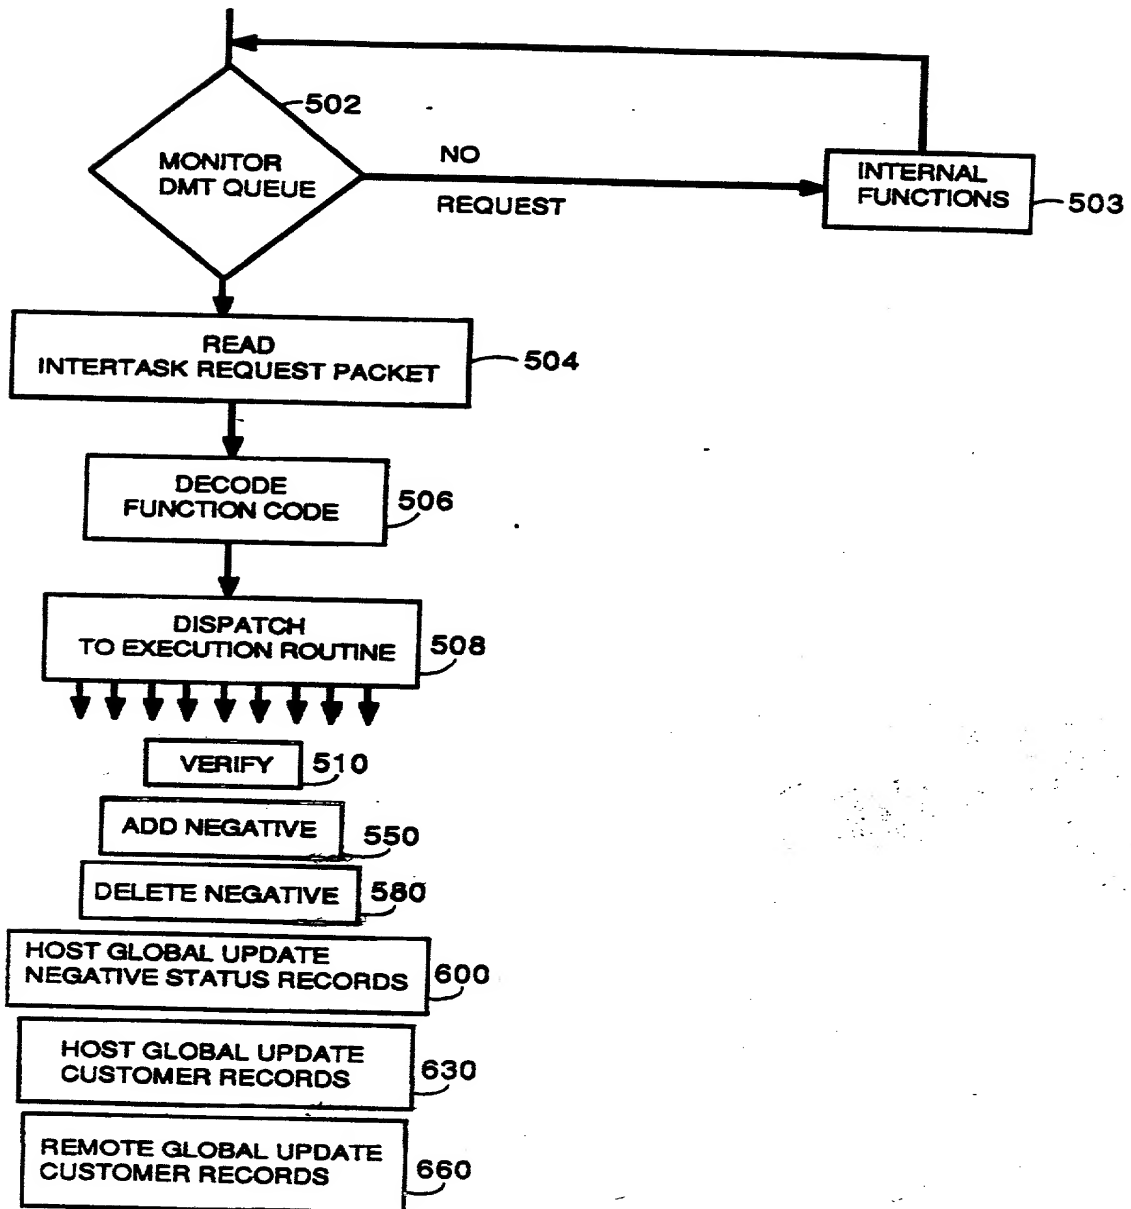 502
MONITOR
DMT QUEUE
NO
REQUEST
INTERNAL
FUNCTIONS
503
READ
INTERTASK REQUEST PACKET
504
DECODE
FUNCTION CODE
506
DISPATCH
TO EXECUTION ROUTINE
508
VERIFY
510
ADD NEGATIVE
550
DELETE NEGATIVE
580
HOST GLOBAL UPDATE
NEGATIVE STATUS RECORDS
600
HOST GLOBAL UPDATE
CUSTOMER RECORDS
630
REMOTE GLOBAL UPDATE
CUSTOMER RECORDS
660